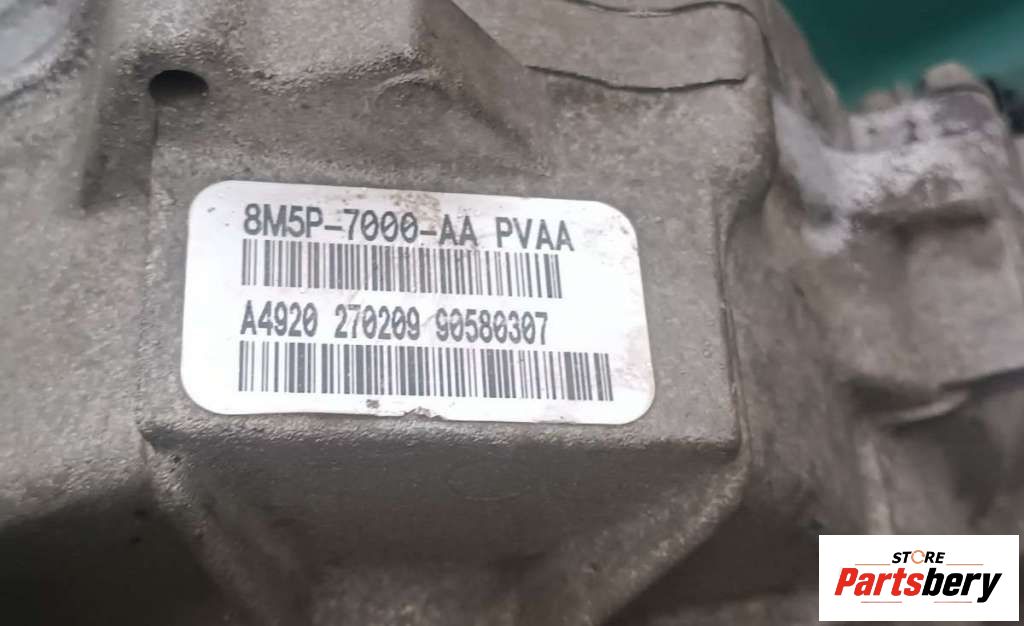 8M5P-7000-AA PVAA
A4920 270209 90580307
STORE
Partsbery